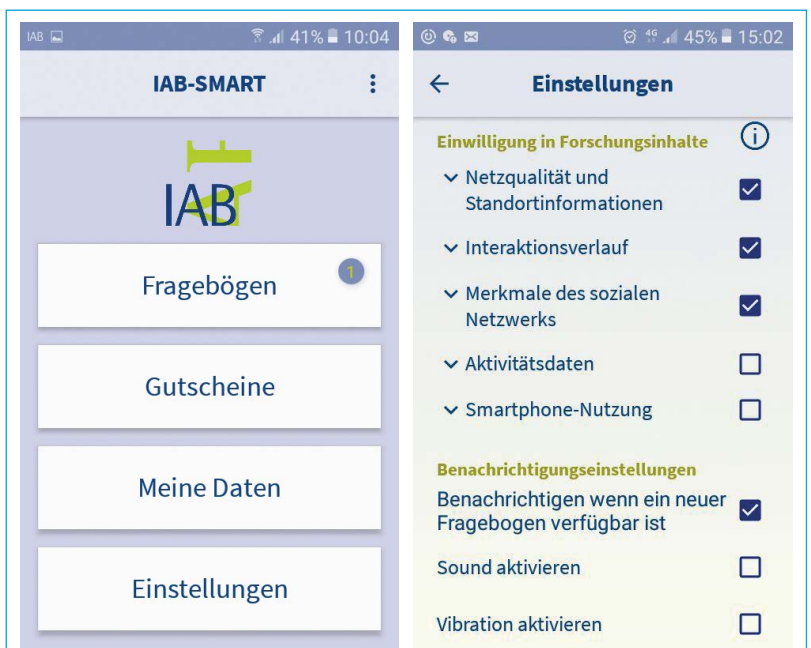 IAB 41% 10:04
IAB-SMART
IAB
Fragebögen 1
Gutscheine
Meine Daten
Einstellungen
4G 45% 15:02
Einstellungen
Einwilligung in Forschungsinhalte
Netzqualität und
Standortinformationen
Interaktionsverlauf
Merkmale des sozialen
Netzwerks
Aktivitätsdaten
Smartphone-Nutzung
Benachrichtigungseinstellungen
Benachrichtigen wenn ein neuer
Fragebogen verfügbar ist
Sound aktivieren
Vibration aktivieren